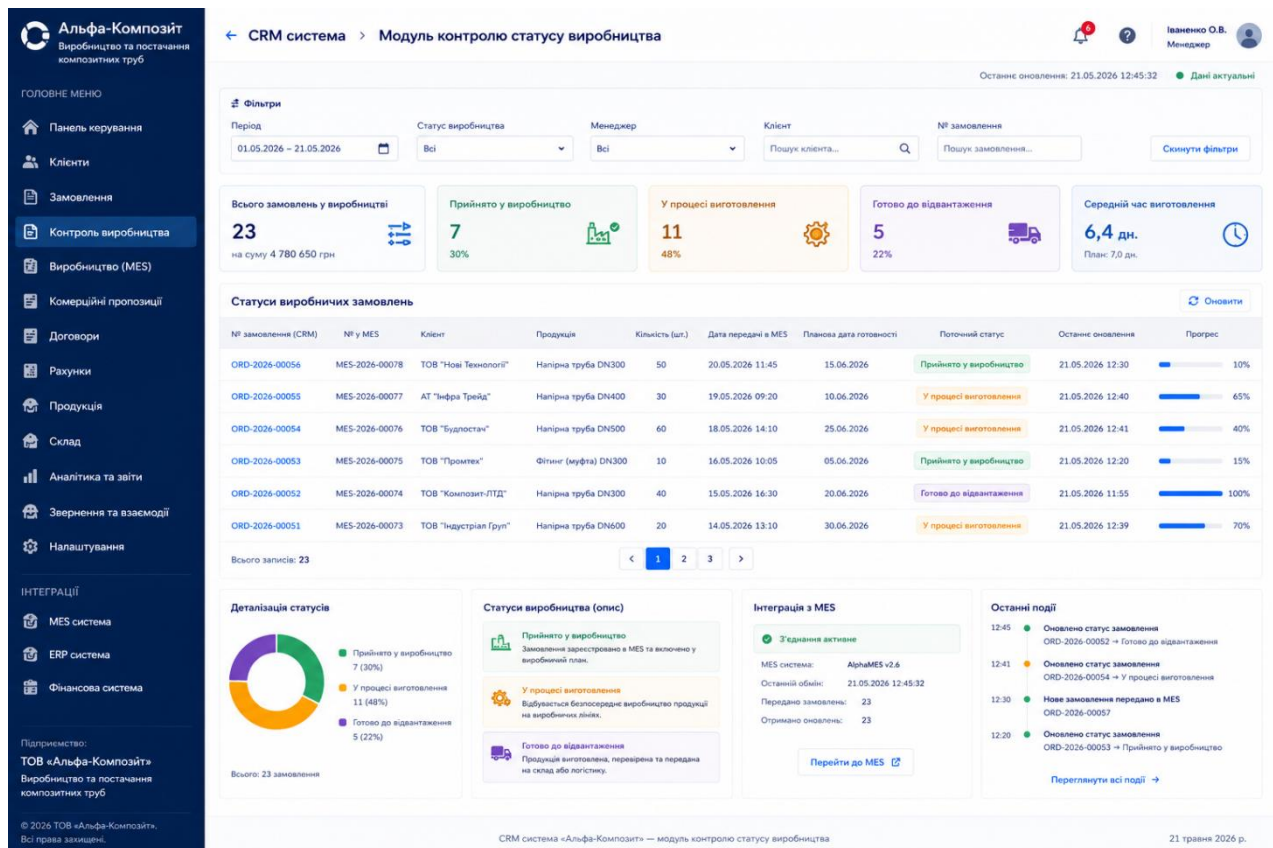 Альфа-Композіт
Виробництво та постачання
композитних труб
ГОЛОВНЕ МЕНЮ
Панель керування
Клієнти
Замовлення
Контроль виробництва
Виробництво (MES)
Комерційні пропозиції
Договори
Рахунки
Продукція
Склад
Аналітика та звіти
Звернення та взаємодії
Налаштування
ІНТЕГРАЦІЇ
MES система
ERP система
Фінансова система
Підприємство:
ТОВ «Альфа-Композіт»
Виробництво та постачання
композитних труб
© 2026 ТОВ «Альфа-Композіт».
Всі права захищені.
← CRM система > Модуль контролю статусу виробництва
6
?
Іваненко О.В.
Менеджер
Останнє оновлення: 21.05.2026 12:45:32 Дані актуальні
Фільтри
Період Статус виробництва Менеджер Клієнт № замовлення
01.05.2026 – 21.05.2026 Всі Всі Пошук клієнта... Пошук замовлення... Скинути фільтри
Всього замовлень у виробництві
23
на суму 4 780 650 грн
Прийнято у виробництво
7
30%
У процесі виготовлення
11
48%
Готово до відвантаження
5
22%
Середній час виготовлення
6,4 дн.
План: 7,0 дн.
Статуси виробничих замовлень Оновити
№ замовлення (CRM) № у MES Клієнт Продукція Кількість (шт.) Дата передачі в MES Планова дата готовності Поточний статус Останнє оновлення Прогрес
ORD-2026-00056 MES-2026-00078 ТОВ "Нові Технології" Напірна труба DN300 50 20.05.2026 11:45 15.06.2026 Прийнято у виробництво 21.05.2026 12:30 10%
ORD-2026-00055 MES-2026-00077 АТ "Інфра Трейд" Напірна труба DN400 30 19.05.2026 09:20 10.06.2026 У процесі виготовлення 21.05.2026 12:40 65%
ORD-2026-00054 MES-2026-00076 ТОВ "Будпостач" Напірна труба DN500 60 18.05.2026 14:10 25.06.2026 У процесі виготовлення 21.05.2026 12:41 40%
ORD-2026-00053 MES-2026-00075 ТОВ "Промтех" Фітинг (муфта) DN300 10 16.05.2026 10:05 05.06.2026 Прийнято у виробництво 21.05.2026 12:20 15%
ORD-2026-00052 MES-2026-00074 ТОВ "Композит-ЛТД" Напірна труба DN300 40 15.05.2026 16:30 20.06.2026 Готово до відвантаження 21.05.2026 11:55 100%
ORD-2026-00051 MES-2026-00073 ТОВ "Індустріал Груп" Напірна труба DN600 20 14.05.2026 13:10 30.06.2026 У процесі виготовлення 21.05.2026 12:39 70%
Всього записів: 23 < 1 2 3 >
Деталізація статусів
Прийнято у виробництво
7 (30%)
У процесі виготовлення
11 (48%)
Готово до відвантаження
5 (22%)
Всього: 23 замовлення
Статуси виробництва (опис)
Прийнято у виробництво
Замовлення зареєстровано в MES та включено у
виробничий план.
У процесі виготовлення
Відбувається безпосереднє виробництво продукції
на виробничих лініях.
Готово до відвантаження
Продукція виготовлена, перевірена та передана
на склад або логістику.
Інтеграція з MES
З'єднання активне
MES система: AlphaMES v2.6
Останній обмін: 21.05.2026 12:45:32
Передано замовлень: 23
Отримано оновлень: 23
Перейти до MES
Останні події
12:45 Оновлено статус замовлення
ORD-2026-00052 → Готово до відвантаження
12:41 Оновлено статус замовлення
ORD-2026-00054 → У процесі виготовлення
12:30 Нове замовлення передано в MES
ORD-2026-00057
12:20 Оновлено статус замовлення
ORD-2026-00053 → Прийнято у виробництво
Переглянути всі події →
CRM система «Альфа-Композит» — модуль контролю статусу виробництва
21 травня 2026 р.